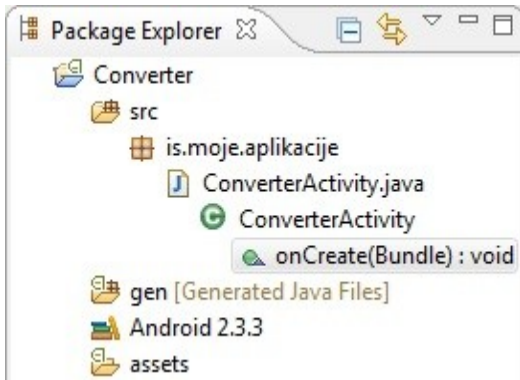 Package Explorer
Converter
src
is.moje.aplikacije
J ConverterActivity.java
C ConverterActivity
onCreate(Bundle) : void
gen [Generated Java Files]
Android 2.3.3
assets